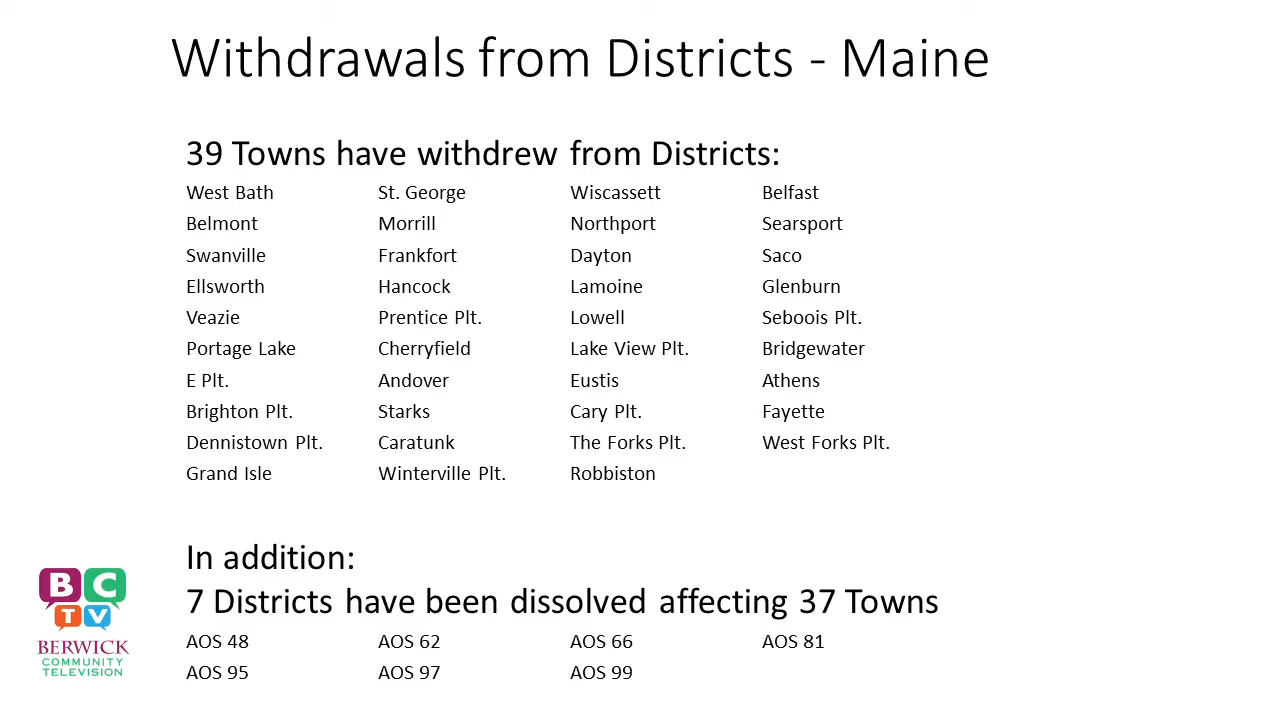 Withdrawals from Districts - Maine
39 Towns have withdrew from Districts:
West Bath St. George Wiscassett Belfast
Belmont Morrill Northport Searsport
Swanville Frankfort Dayton Saco
Ellsworth Hancock Lamoine Glenburn
Veazie Prentice Plt. Lowell Seboois Plt.
Portage Lake Cherryfield Lake View Plt. Bridgewater
E Plt. Andover Eustis Athens
Brighton Plt. Starks Cary Plt. Fayette
Dennistown Plt. Caratunk The Forks Plt. West Forks Plt.
Grand Isle Winterville Plt. Robbiston
In addition:
7 Districts have been dissolved affecting 37 Towns
AOS 48 AOS 62 AOS 66 AOS 81
AOS 95 AOS 97 AOS 99
BC
TV
BERWICK
COMMUNITY
TELEVISION